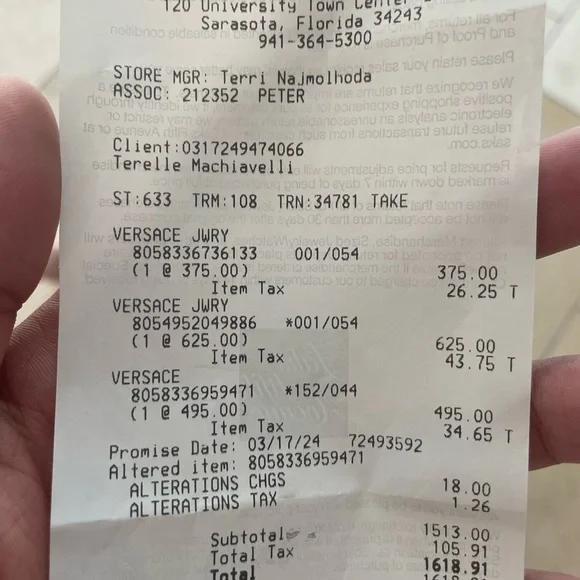 120 University Town Center
Sarasota, Florida 34243
941-364-5300
STORE MGR: Terri Najmolhoda
ASSOC: 212352 PETER
Client:0317249474066
Terelle Machiavelli
ST:633 TRM:108 TRN:34781 TAKE
VERSACE JWRY
8058336736133 001/054
(1 @ 375.00) 375.00
Item Tax 26.25 T
VERSACE JWRY
8054952049886 *001/054
(1 @ 625.00) 625.00
Item Tax 43.75 T
VERSACE
8058336959471 *152/044
(1 @ 495.00) 495.00
Item Tax 34.65 T
Promise Date: 03/17/24 72493592
Altered item: 8058336959471
ALTERATIONS CHGS 18.00
ALTERATIONS TAX 1.26
Subtotal 1513.00
Total Tax 105.91
Total 1618.91